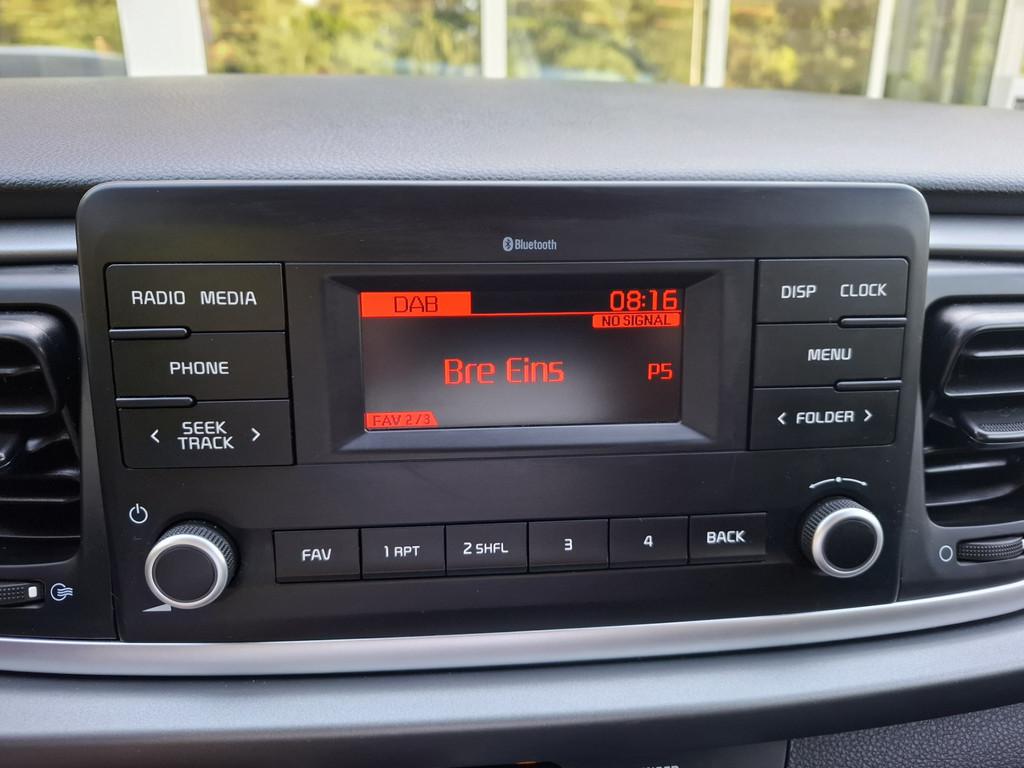 Bluetooth
RADIO MEDIA
PHONE
< SEEK TRACK >
DAB
08:16
NO SIGNAL
Bre Eins
P5
FAV 2/3
DISP CLOCK
MENU
< FOLDER >
FAV
1 RPT
2 SHFL
3
4
BACK